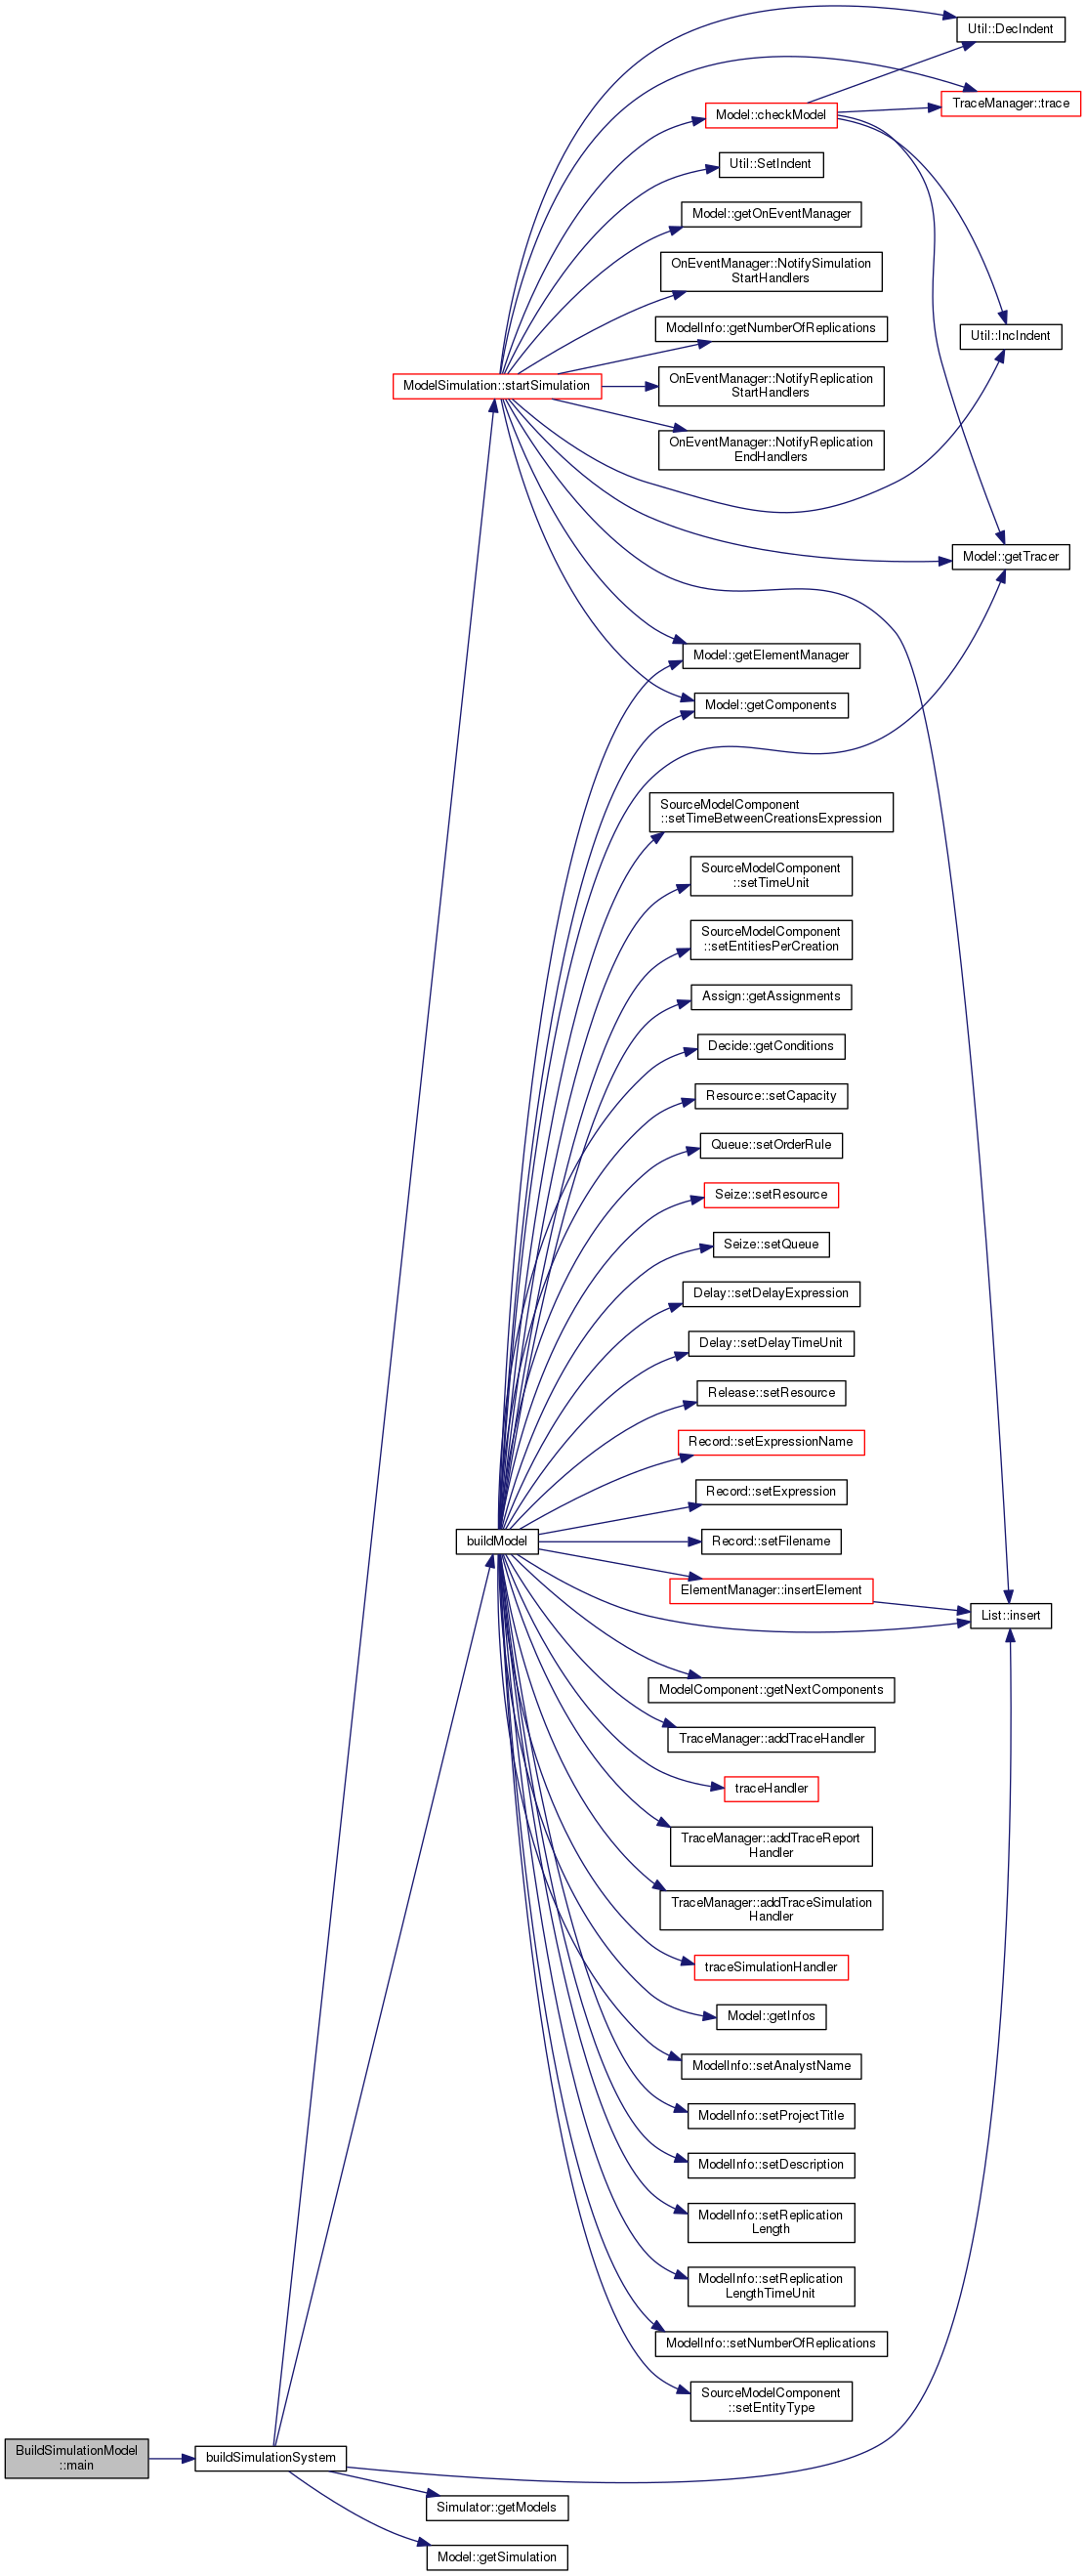 Util::DecIndent
TraceManager::trace
Model::checkModel
Util::SetIndent
Model::getOnEventManager
OnEventManager::NotifySimulation
StartHandlers
ModelInfo::getNumberOfReplications
Util::IncIndent
ModelSimulation::startSimulation
OnEventManager::NotifyReplication
StartHandlers
OnEventManager::NotifyReplication
EndHandlers
Model::getTracer
Model::getElementManager
Model::getComponents
SourceModelComponent
::setTimeBetweenCreationsExpression
SourceModelComponent
::setTimeUnit
SourceModelComponent
::setEntitiesPerCreation
Assign::getAssignments
Decide::getConditions
Resource::setCapacity
Queue::setOrderRule
Seize::setResource
Seize::setQueue
Delay::setDelayExpression
Delay::setDelayTimeUnit
Release::setResource
Record::setExpressionName
Record::setExpression
buildModel
Record::setFilename
ElementManager::insertElement
List::insert
ModelComponent::getNextComponents
TraceManager::addTraceHandler
traceHandler
TraceManager::addTraceReport
Handler
TraceManager::addTraceSimulation
Handler
traceSimulationHandler
Model::getInfos
ModelInfo::setAnalystName
ModelInfo::setProjectTitle
ModelInfo::setDescription
ModelInfo::setReplication
Length
ModelInfo::setReplication
LengthTimeUnit
ModelInfo::setNumberOfReplications
SourceModelComponent
::setEntityType
BuildSimulationModel
::main
buildSimulationSystem
Simulator::getModels
Model::getSimulation